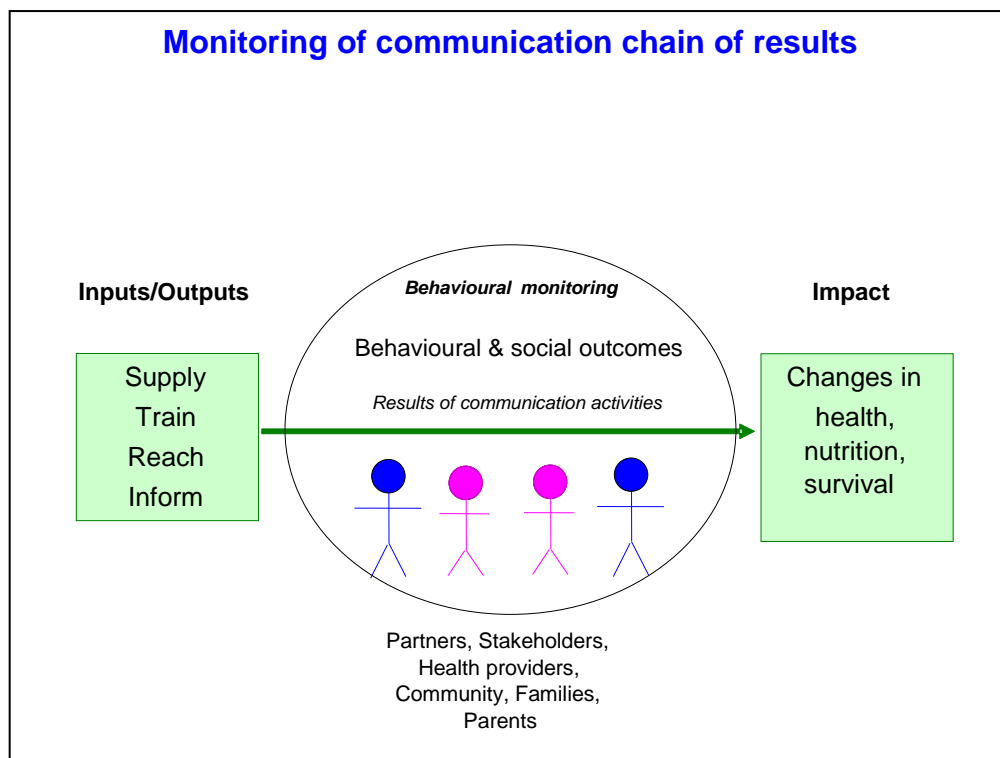 Monitoring of communication chain of results
Inputs/Outputs
Supply
Train
Reach
Inform
Behavioural monitoring
Behavioural & social outcomes
Results of communication activities
Partners, Stakeholders,
Health providers,
Community, Families,
Parents
Impact
Changes in
health,
nutrition,
survival